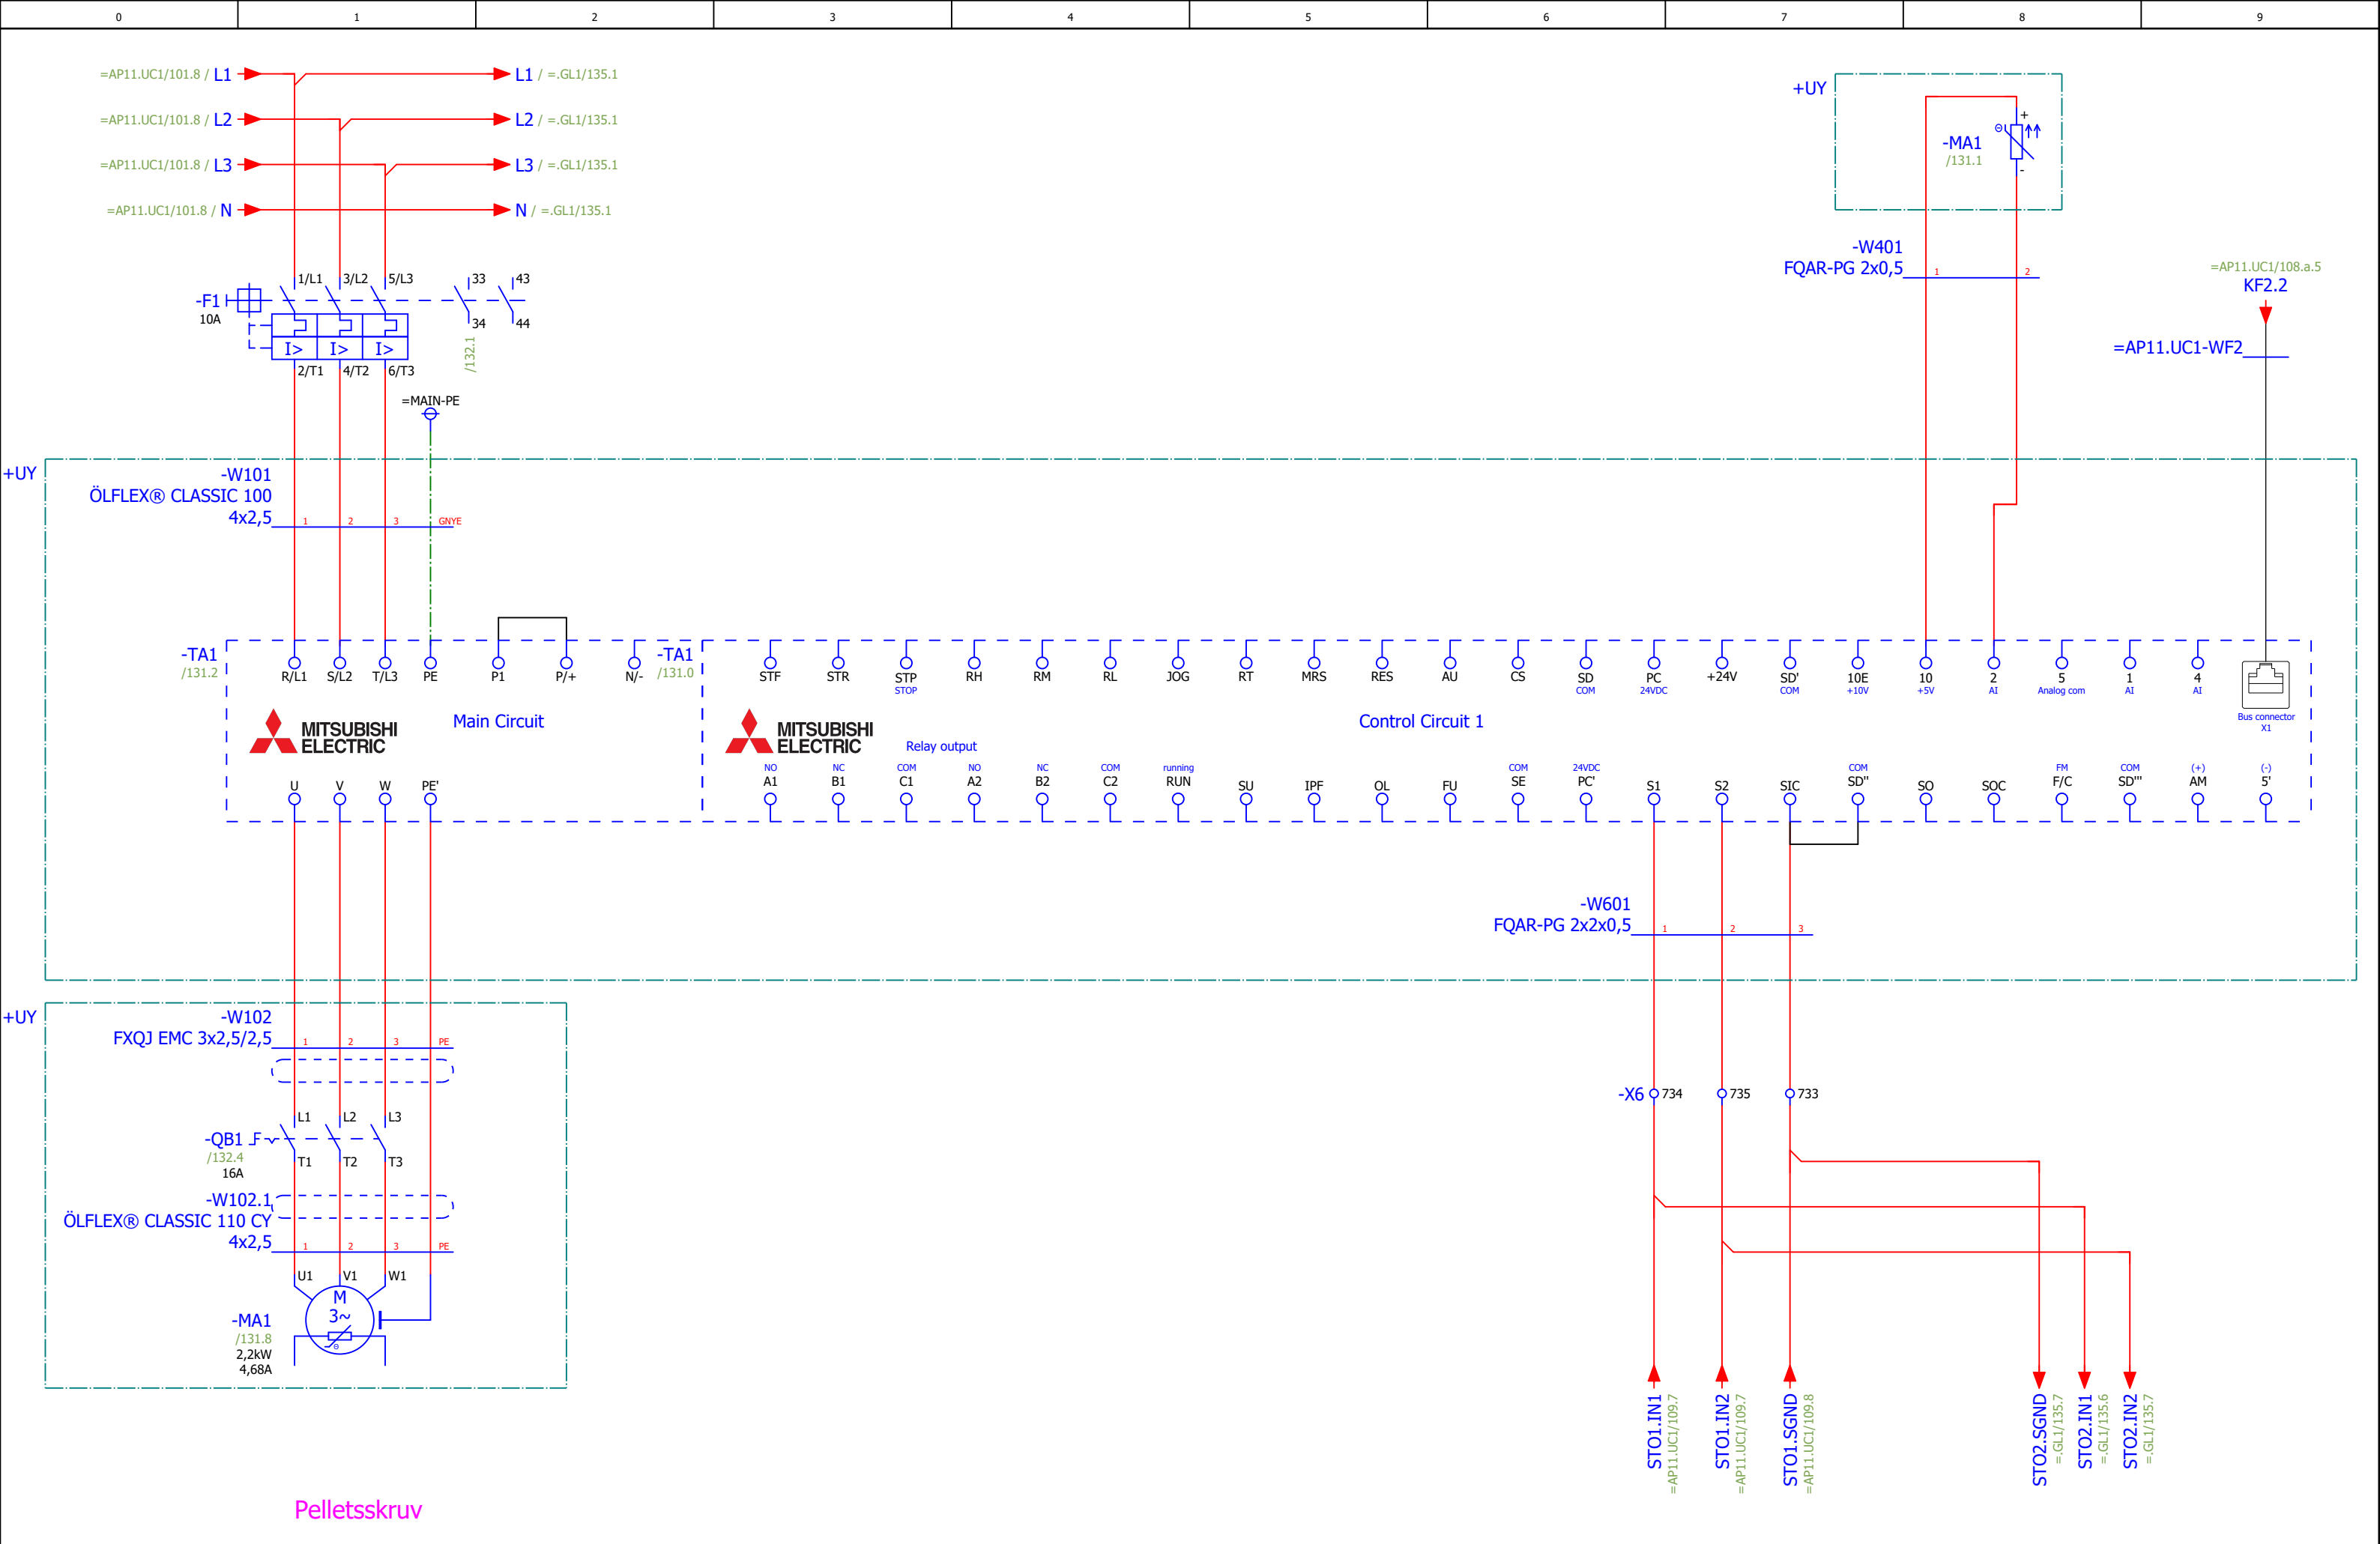 0 1 2 3 4 5 6 7 8 9
=AP11.UC1/101.8 / L1
L1 / =.GL1/135.1
=AP11.UC1/101.8 / L2
L2 / =.GL1/135.1
=AP11.UC1/101.8 / L3
L3 / =.GL1/135.1
=AP11.UC1/101.8 / N
N / =.GL1/135.1
+UY
+
-MA1
/131.1
Θ
-
-W401
FQAR-PG 2x0,5
1 2
=AP11.UC1/108.a.5
KF2.2
=AP11.UC1-WF2
1/L1 3/L2 5/L3 33 43
-F1
10A
34 44
I> I> I>
/132.1
2/T1 4/T2 6/T3
=MAIN-PE
+UY
-W101
ÖLFLEX® CLASSIC 100
4x2,5
1 2 3 GNYE
-TA1
/131.2
R/L1 S/L2 T/L3 PE P1 P/+ N/-
-TA1
/131.0
STF STR STP RH RM RL JOG RT MRS RES AU CS SD PC +24V SD' 10E 10 2 5 1 4
STOP COM 24VDC COM +10V +5V AI Analog com AI AI
Bus connector
X1
MITSUBISHI
ELECTRIC
Main Circuit
MITSUBISHI
ELECTRIC
Control Circuit 1
Relay output
NO NC COM NO NC COM running COM 24VDC COM FM COM (+) (-)
U V W PE'
A1 B1 C1 A2 B2 C2 RUN SU IPF OL FU SE PC' S1 S2 SIC SD'' SO SOC F/C SD''' AM 5'
-W601
FQAR-PG 2x2x0,5
1 2 3
+UY
-W102
FXQJ EMC 3x2,5/2,5
1 2 3 PE
L1 L2 L3
-QB1
/132.4
16A
T1 T2 T3
-W102.1
ÖLFLEX® CLASSIC 110 CY
4x2,5
1 2 3 PE
U1 V1 W1
M
3~
Θ
-MA1
/131.8
2,2kW
4,68A
-X6 734 735 733
STO1.IN1
=AP11.UC1/109.7
STO1.IN2
=AP11.UC1/109.7
STO1.SGND
=AP11.UC1/109.8
STO2.SGND
=.GL1/135.7
STO2.IN1
=.GL1/135.6
STO2.IN2
=.GL1/135.7
Pelletsskruv